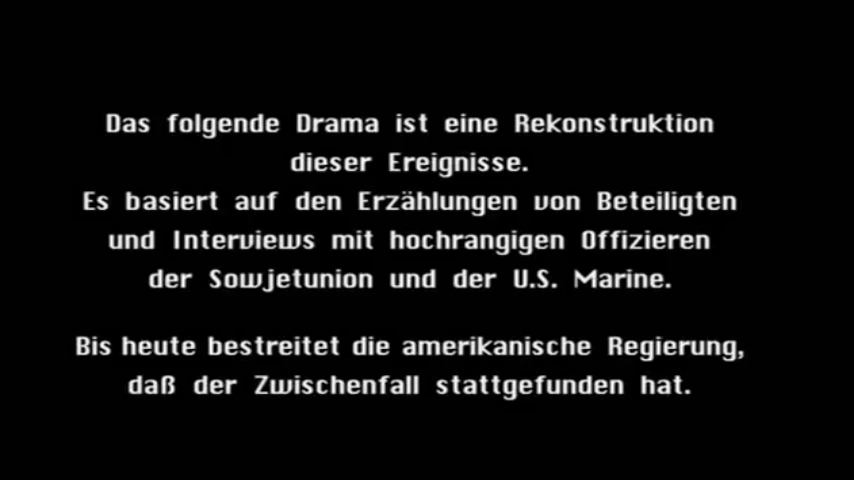 Das folgende Drama ist eine Rekonstruktion
dieser Ereignisse.
Es basiert auf den Erzählungen von Beteiligten
und Interviews mit hochrangigen Offizieren
der Sowjetunion und der U.S. Marine.
Bis heute bestreitet die amerikanische Regierung,
daß der Zwischenfall stattgefunden hat.